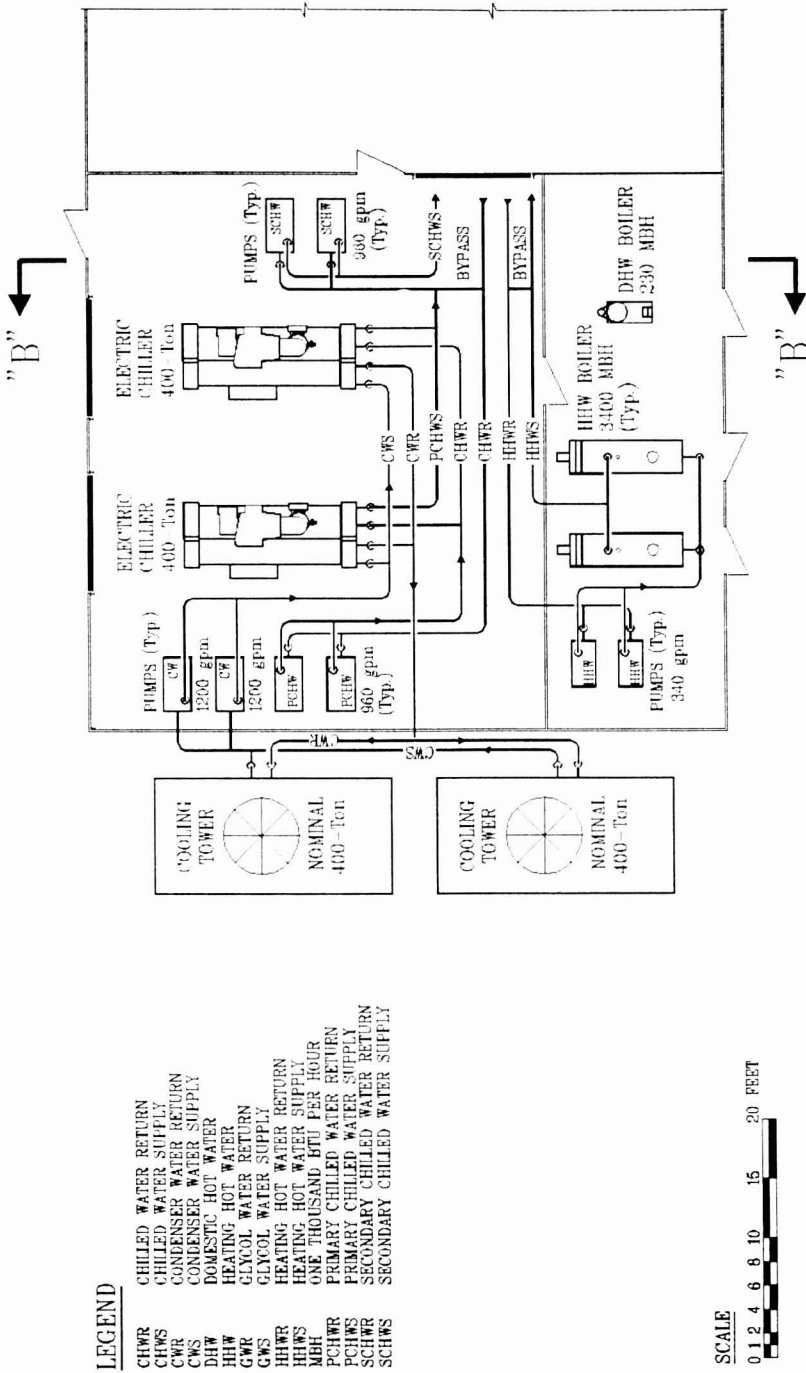 "B"
"B"
ELECTRIC
CHILLER
400-Ton
ELECTRIC
CHILLER
400-Ton
PUMPS (Typ.)
SCHW
SCHW
960 gpm
(Typ.)
PUMPS (Typ.)
CW
1200 gpm
CW
1200 gpm
PCHW
PCHW
960 gpm
(Typ.)
CWS
CWR
PCHWS
CHWR
CHWR
HHWR
HHWS
SCHWS
BYPASS
BYPASS
HHW BOILER
3400 MBH
(Typ.)
DHW BOILER
230 MBH
HHW
HHW
PUMPS (Typ.)
340 gpm
CWR
CWS
COOLING
TOWER
NOMINAL
400-Ton
COOLING
TOWER
NOMINAL
400-Ton
LEGEND
CHWR CHILLED WATER RETURN
CHWS CHILLED WATER SUPPLY
CWR CONDENSER WATER RETURN
CWS CONDENSER WATER SUPPLY
DHW DOMESTIC HOT WATER
HHW HEATING HOT WATER
GWR GLYCOL WATER RETURN
GWS GLYCOL WATER SUPPLY
HHWR HEATING HOT WATER RETURN
HHWS HEATING HOT WATER SUPPLY
MBH ONE THOUSAND BTU PER HOUR
PCHWR PRIMARY CHILLED WATER RETURN
PCHWS PRIMARY CHILLED WATER SUPPLY
SCHWR SECONDARY CHILLED WATER RETURN
SCHWS SECONDARY CHILLED WATER SUPPLY
SCALE
0 1 2 4 6 8 10 15 20 FEET